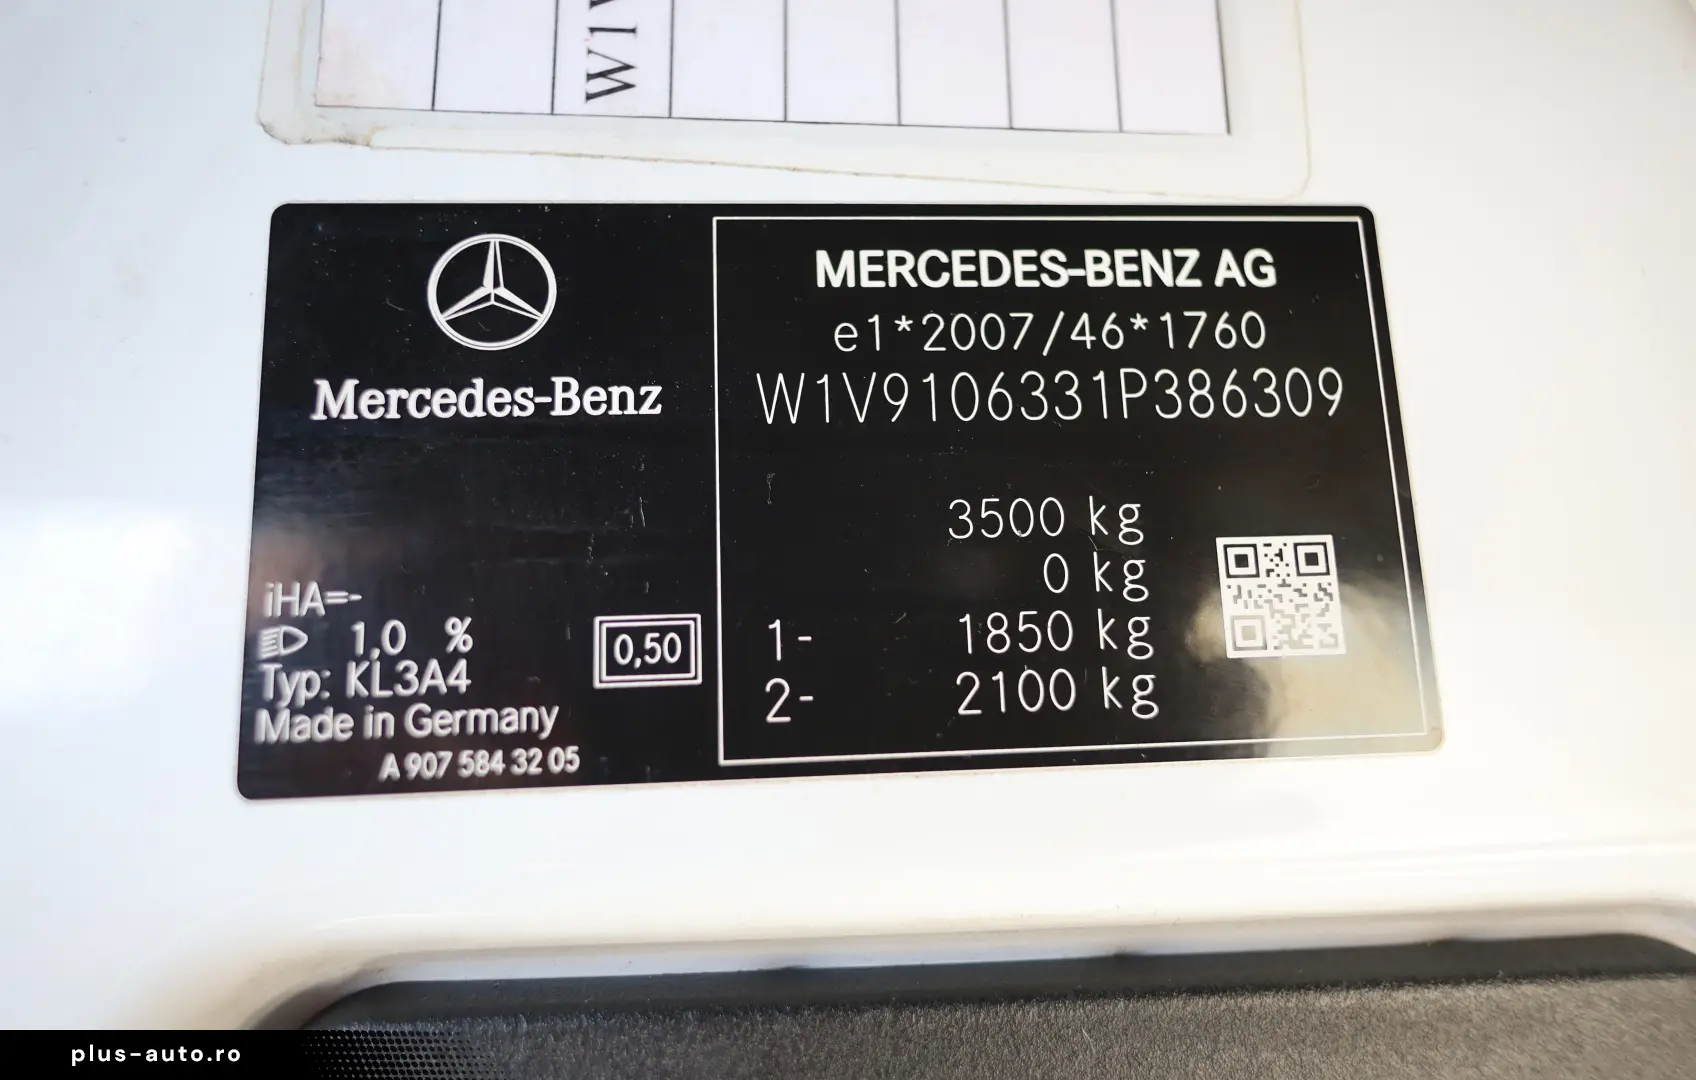 W1V
Mercedes-Benz
iHA=-
1,0 %
Typ: KL3A4
Made in Germany
A 907 584 32 05
0,50
MERCEDES-BENZ AG
e1*2007/46*1760
W1V9106331P386309
3500 kg
0 kg
1- 1850 kg
2- 2100 kg
plus-auto.ro